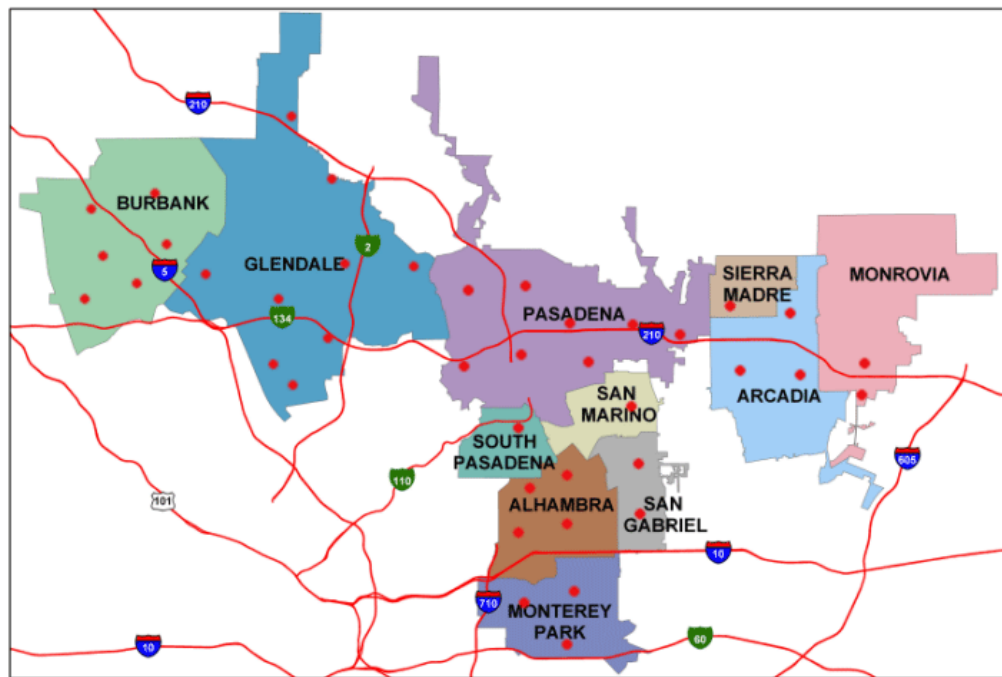 210
BURBANK
2
GLENDALE
5
SIERRA
MADRE
MONROVIA
134
PASADENA
210
ARCADIA
SAN
MARINO
SOUTH
PASADENA
605
110
101
ALHAMBRA
SAN
GABRIEL
10
710
MONTEREY
PARK
60
10